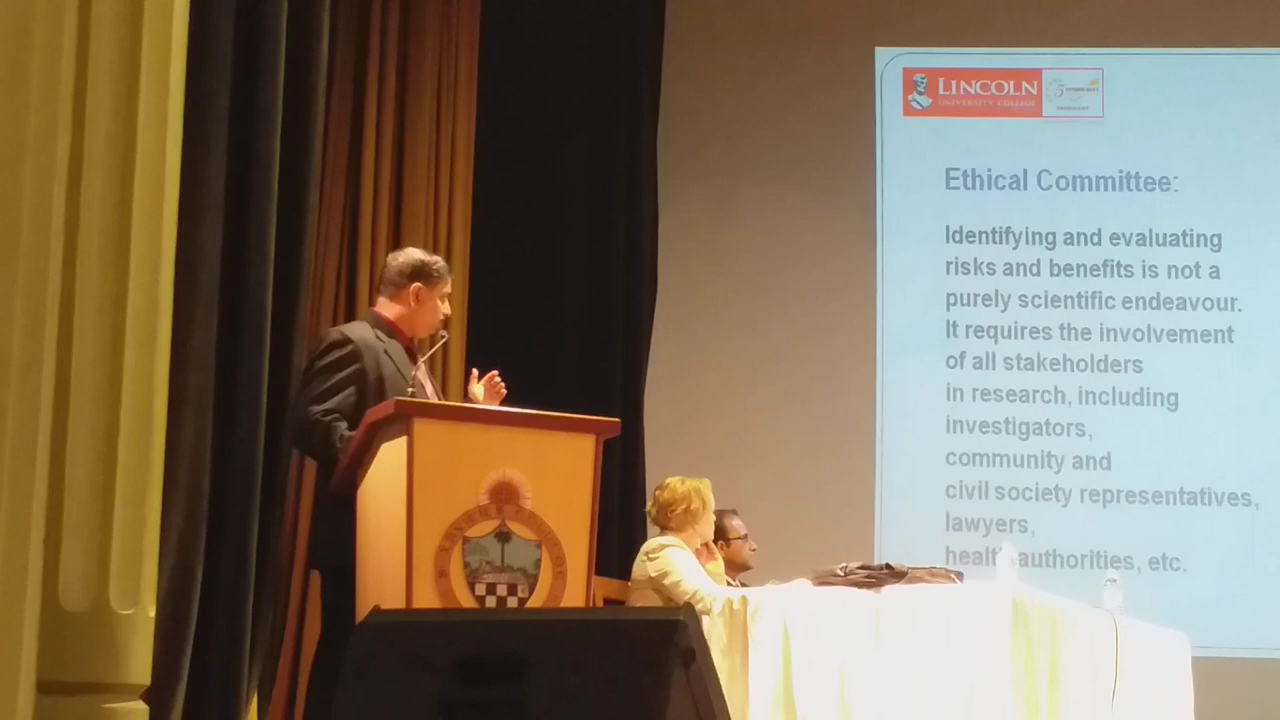 LINCOLN
UNIVERSITY COLLEGE
5
Ethical Committee:
Identifying and evaluating
risks and benefits is not a
purely scientific endeavour.
It requires the involvement
of all stakeholders
in research, including
investigators,
community and
civil society representatives,
lawyers,
health authorities, etc.